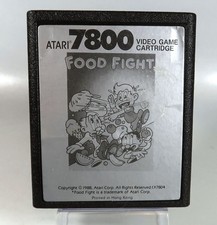 ATARI 7800 VIDEO GAME CARTRIDGE
FOOD FIGHT
Copyright © 1986, Atari Corp. All Rights Reserved.
Food Fight is a trademark of Atari Corp.
Printed in Hong Kong